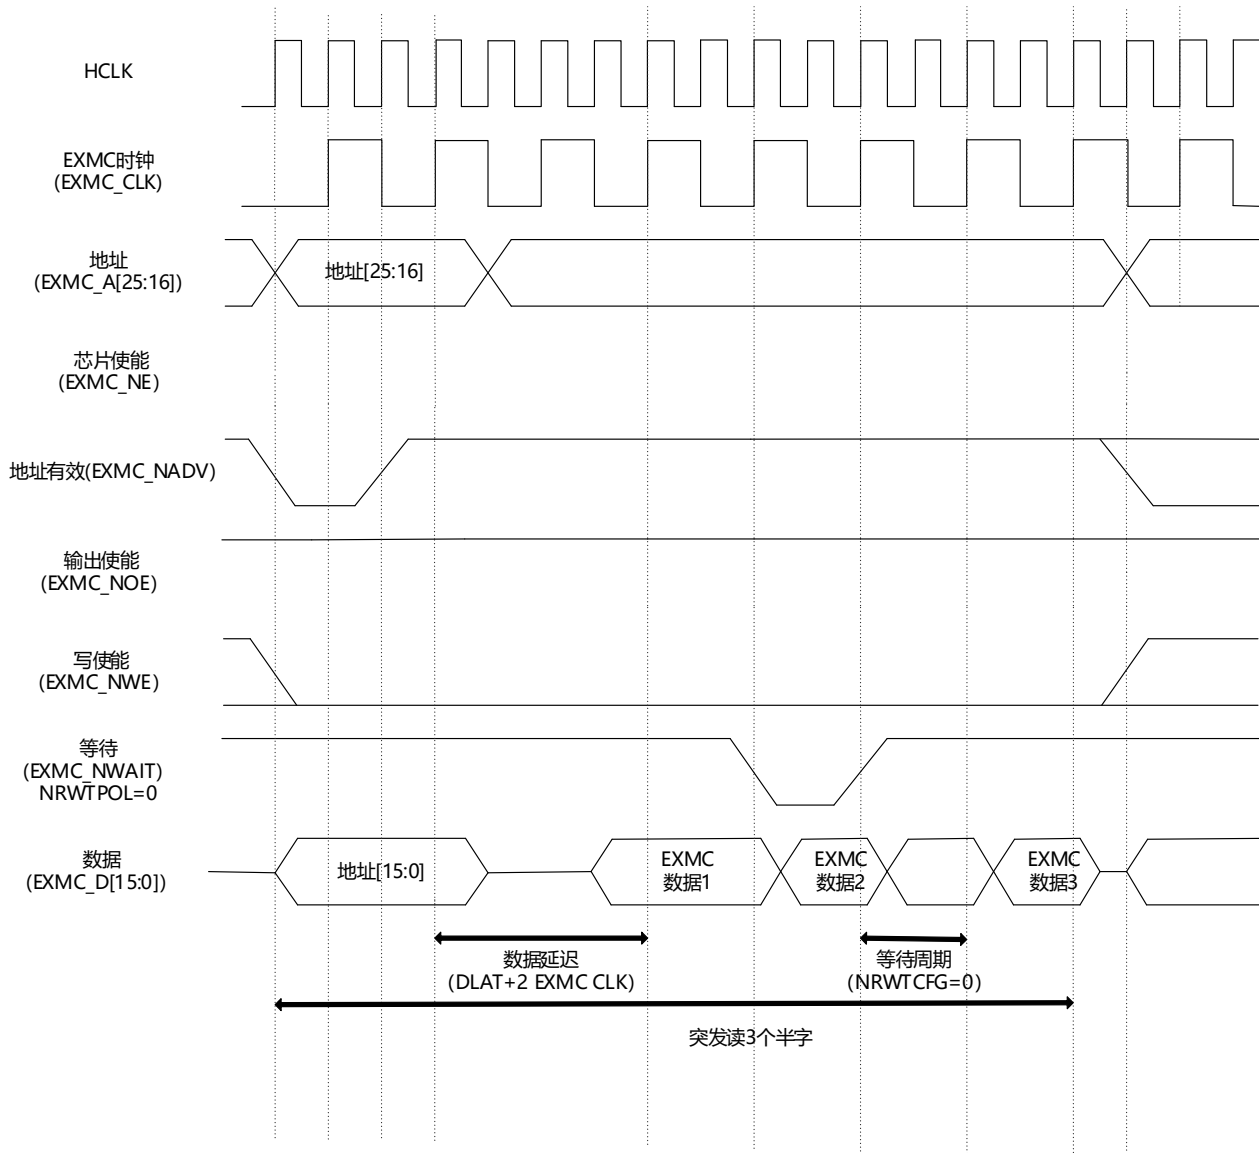 HCLK
EXMC时钟
(EXMC_CLK)
地址
(EXMC_A[25:16])
地址[25:16]
芯片使能
(EXMC_NE)
地址有效(EXMC_NADV)
输出使能
(EXMC_NOE)
写使能
(EXMC_NWE)
等待
(EXMC_NWAIT)
NRWTPOL=0
数据
(EXMC_D[15:0])
地址[15:0]
EXMC
数据1
EXMC
数据2
EXMC
数据3
数据延迟
(DLAT+2 EXMC CLK)
等待周期
(NRWTCFG=0)
突发读3个半字